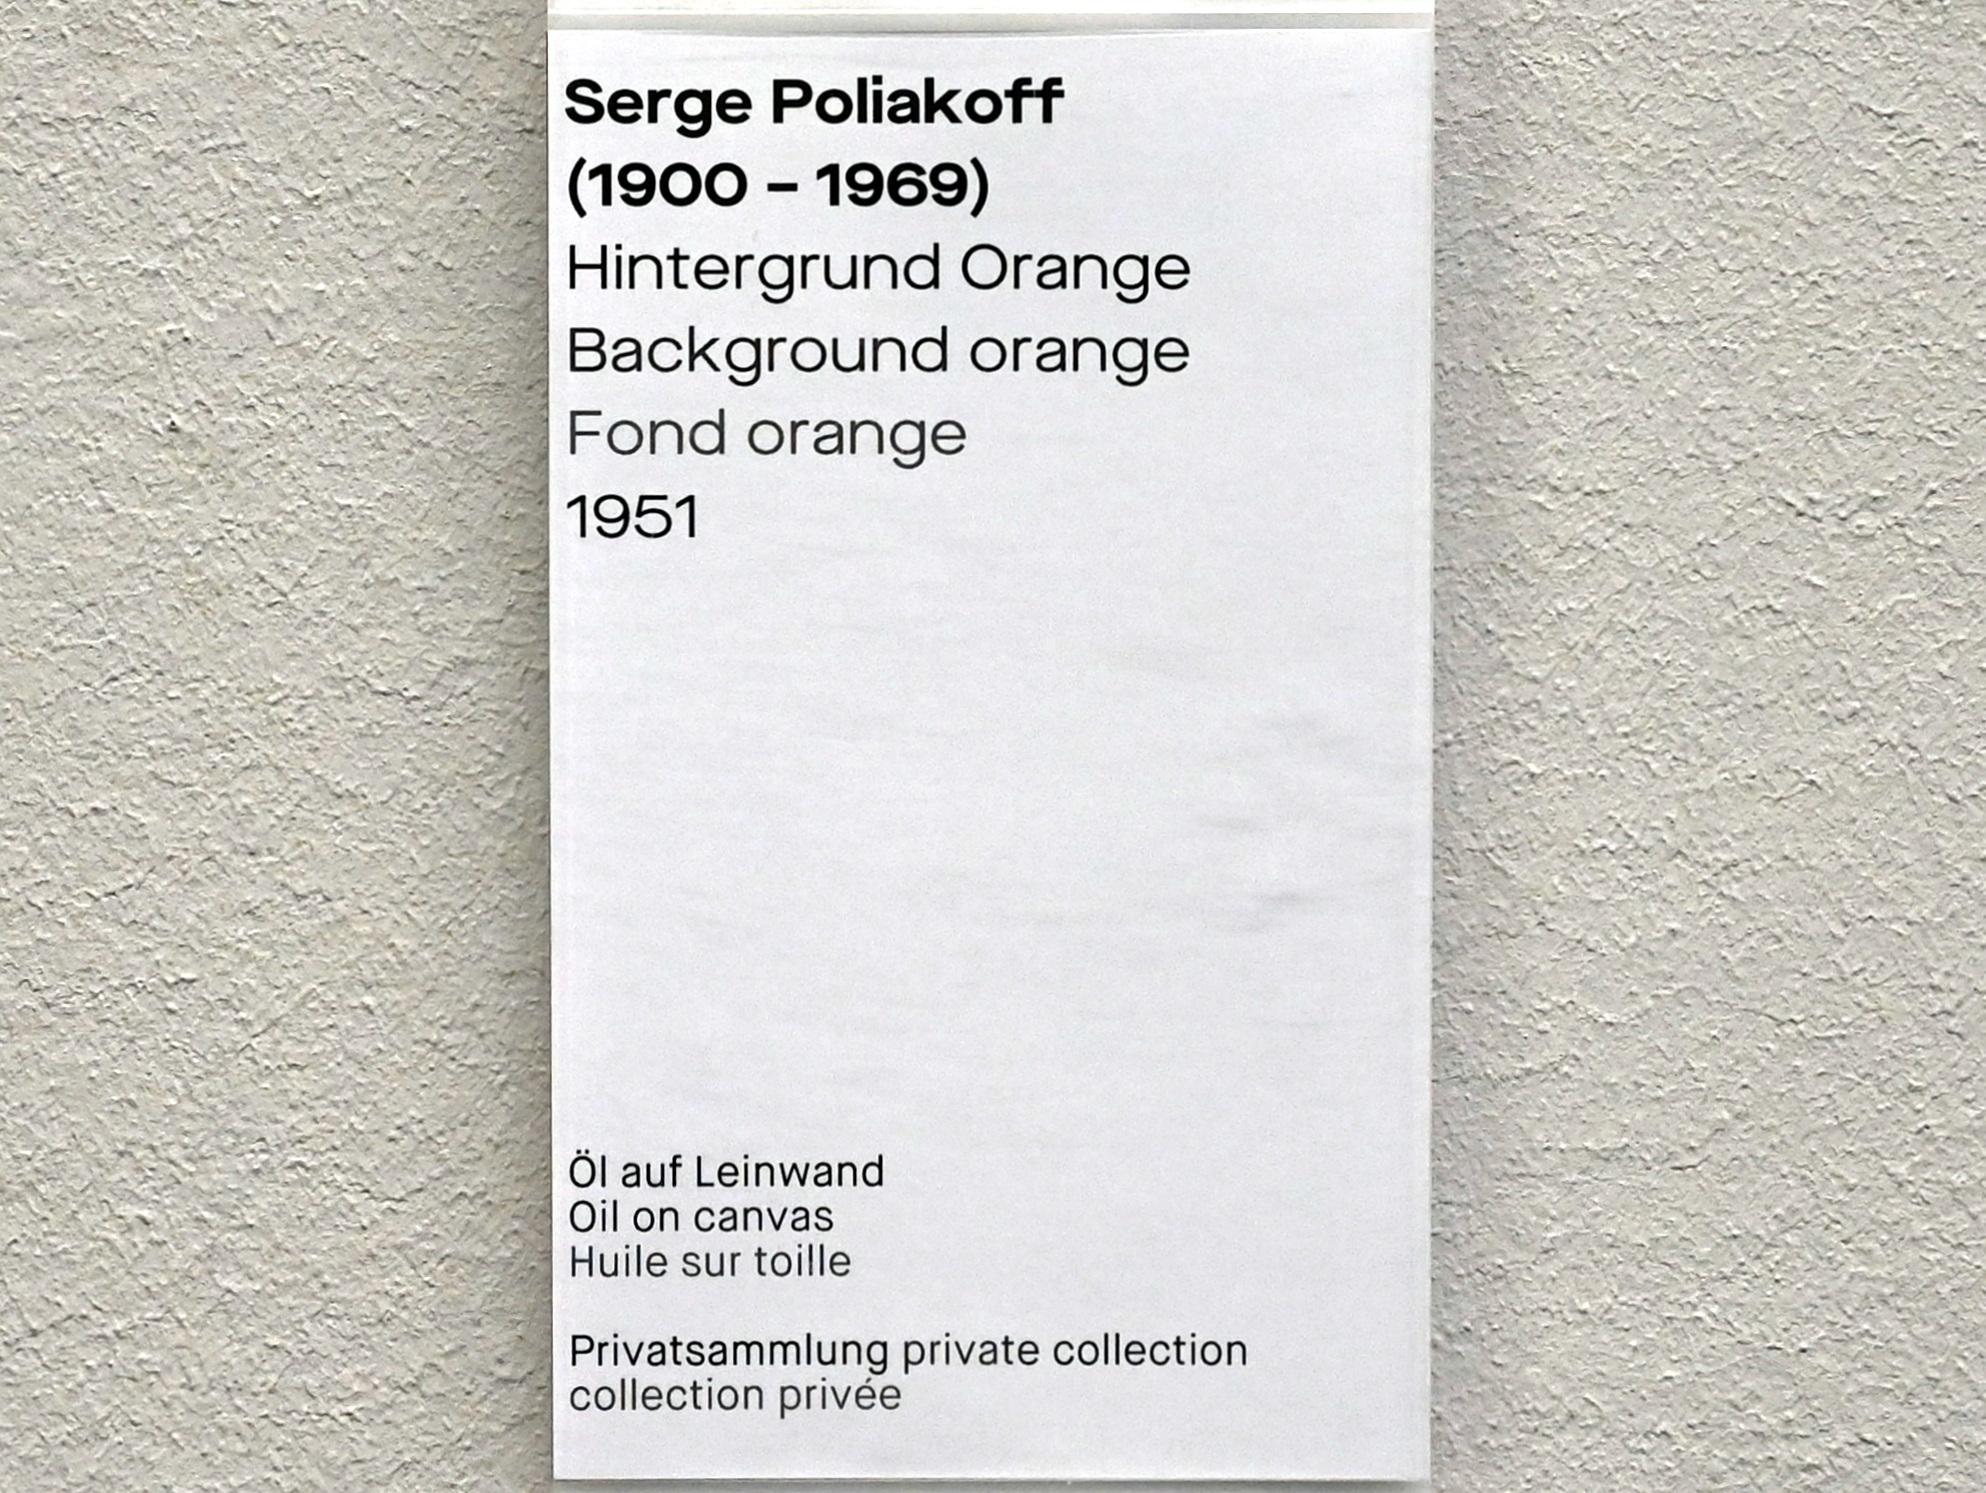 Serge Poliakoff
(1900 – 1969)
Hintergrund Orange
Background orange
Fond orange
1951
Öl auf Leinwand
Oil on canvas
Huile sur toille
Privatsammlung private collection
collection privée